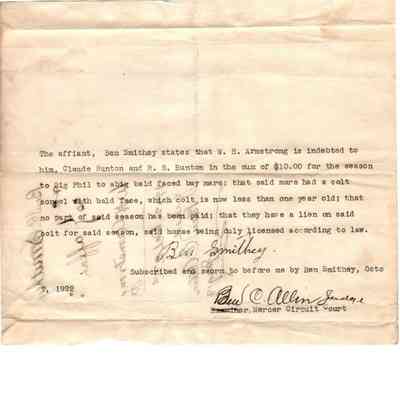 The affiant, Ben Smithey states that W. H. Armstrong is indebted to
him, Claude Bunton and R. S. Bunton in the sum of $10.00 for the season
to Big Phil to abig bald faced bay mare; that said mare had a colt
sorrel with bald face, which colt is now less than one year old; that
no part of said season has been paid; that they have a lien on said
colt for said season, said horse being duly licensed according to law.
Ben Smithey.
Subscribed and sworn to before me by Ben Smithey, Octo
7, 1922
Ben C. Allin Judge
Examiner Mercer Circuit Court